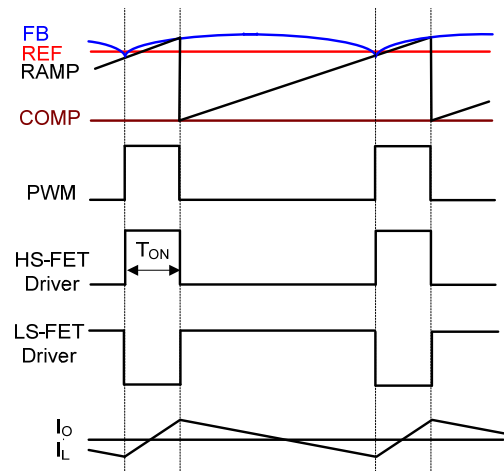 FB
REF
RAMP
COMP
PWM
HS-FET
Driver
TON
LS-FET
Driver
IO
IL